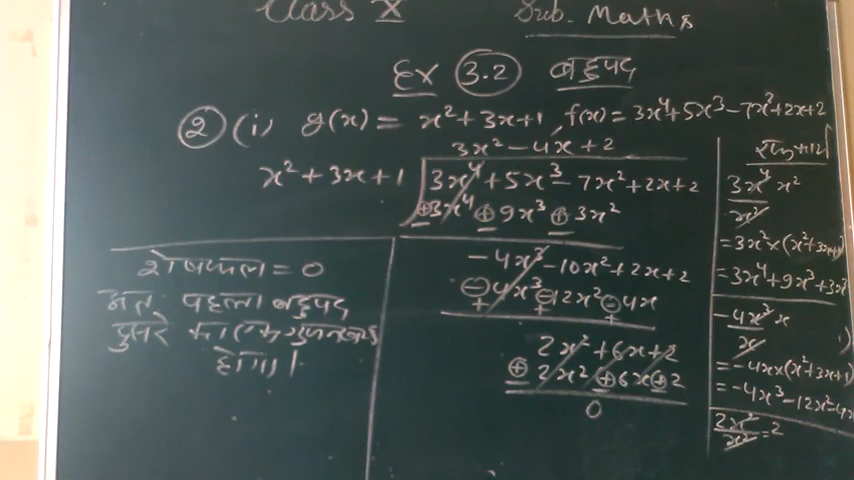 Class X Sub. Maths
Ex 3.2 बहुपद
2 (i) g(x) = x² + 3x + 1, f(x) = 3x⁴ + 5x³ - 7x² + 2x + 2
3x² - 4x + 2
x² + 3x + 1 3x⁴ + 5x³ - 7x² + 2x + 2
⊕3x⁴ ⊕ 9x³ ⊕ 3x²
-4x³ - 10x² + 2x + 2
⊖4x³ ⊖12x² ⊖4x
+ + +
2x² + 6x + 2
⊕2x² ⊕6x ⊕2
0
शेषफल = 0
अतः पहला बहुपद
दुसरे का एक गुणनखंड
होगा।
3x⁴ x²
x²
= 3x² × (x² + 3x + 1)
= 3x⁴ + 9x³ + 3x²
-4x³ x
x
= -4x × (x² + 3x + 1)
= -4x³ - 12x² - 4x
2x²
x² = 2